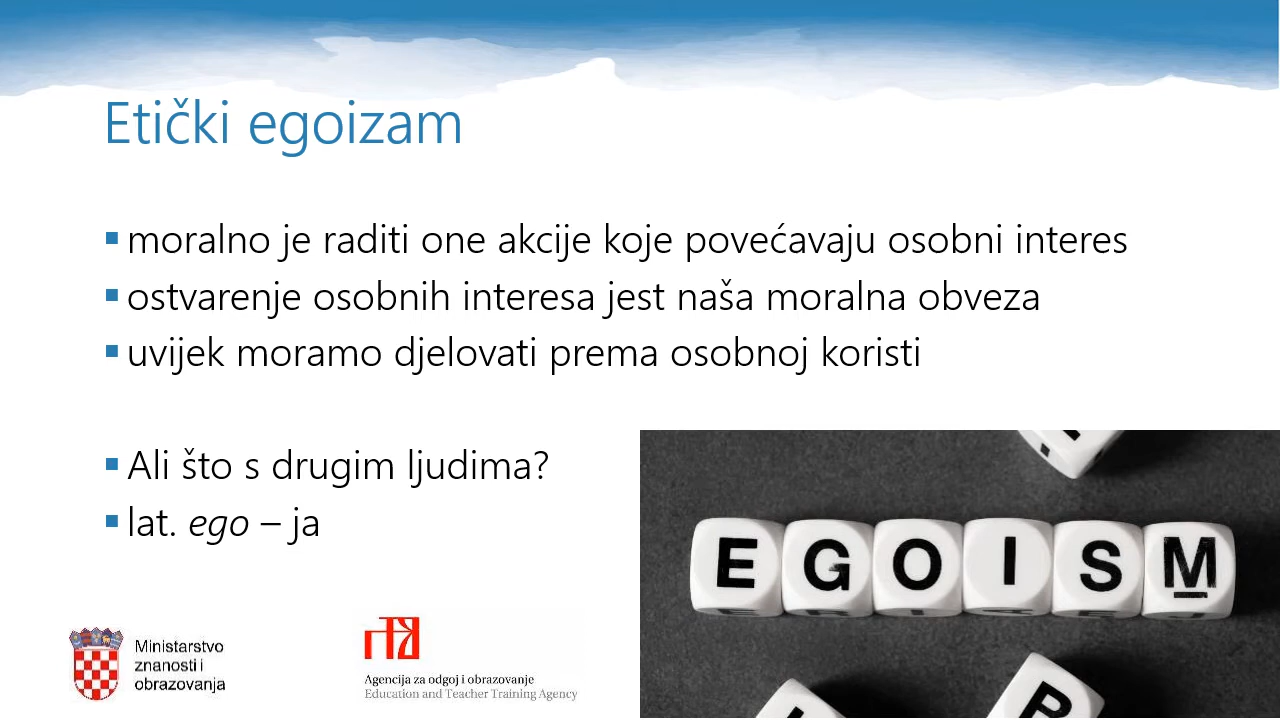 Etički egoizam
▪ moralno je raditi one akcije koje povećavaju osobni interes
▪ ostvarenje osobnih interesa jest naša moralna obveza
▪ uvijek moramo djelovati prema osobnoj koristi
▪ Ali što s drugim ljudima?
▪ lat. ego – ja
EGOISM
Ministarstvo
znanosti i
obrazovanja
Agencija za odgoj i obrazovanje
Education and Teacher Training Agency